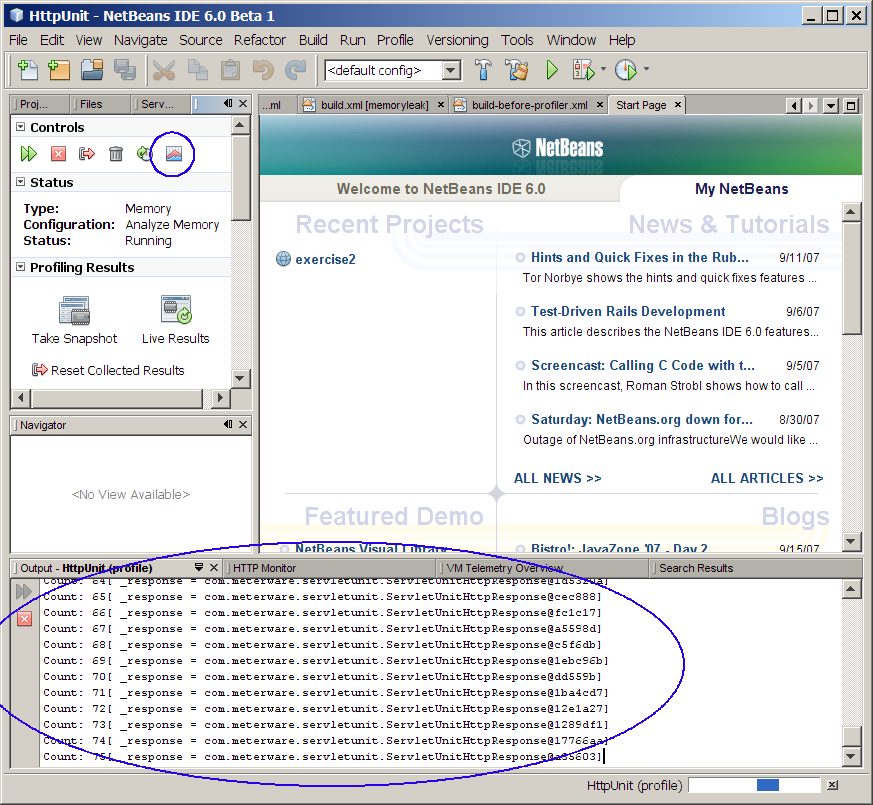 HttpUnit - NetBeans IDE 6.0 Beta 1
File Edit View Navigate Source Refactor Build Run Profile Versioning Tools Window Help
<default config>
Proj... Files Serv...
...ml build.xml [memoryleak] build-before-profiler.xml Start Page
Controls
Status
Type: Memory
Configuration: Analyze Memory
Status: Running
Profiling Results
Take Snapshot Live Results
Reset Collected Results
Navigator
<No View Available>
NetBeans
Welcome to NetBeans IDE 6.0 My NetBeans
Recent Projects
exercise2
News & Tutorials
Hints and Quick Fixes in the Rub... 9/11/07
Tor Norbye shows the hints and quick fixes features ...
Test-Driven Rails Development 9/6/07
This article describes the NetBeans IDE 6.0 features...
Screencast: Calling C Code with t... 9/5/07
In this screencast, Roman Strobl shows how to call ...
Saturday: NetBeans.org down for... 8/30/07
Outage of NetBeans.org infrastructureWe would like ...
ALL NEWS >> ALL ARTICLES >>
Featured Demo
NetBeans Visual Library
Blogs
Bistro!: JavaZone '07 - Day 2 9/15/07
Output - HttpUnit (profile) HTTP Monitor VM Telemetry Overview Search Results
Count: 64[ _response = com.meterware.servletunit.ServletUnitHttpResponse
Count: 65[ _response = com.meterware.servletunit.ServletUnitHttpResponse@cec888]
Count: 66[ _response = com.meterware.servletunit.ServletUnitHttpResponse@fc1c17]
Count: 67[ _response = com.meterware.servletunit.ServletUnitHttpResponse@a5598d]
Count: 68[ _response = com.meterware.servletunit.ServletUnitHttpResponse@c5f6db]
Count: 69[ _response = com.meterware.servletunit.ServletUnitHttpResponse@1ebc96b]
Count: 70[ _response = com.meterware.servletunit.ServletUnitHttpResponse@dd559b]
Count: 71[ _response = com.meterware.servletunit.ServletUnitHttpResponse@1ba4cd7]
Count: 72[ _response = com.meterware.servletunit.ServletUnitHttpResponse@12e1a27]
Count: 73[ _response = com.meterware.servletunit.ServletUnitHttpResponse@1289df1]
Count: 74[ _response = com.meterware.servletunit.ServletUnitHttpResponse@17766aa]
Count: 75[ _response = com.meterware.servletunit.ServletUnitHttpResponse
HttpUnit (profile)